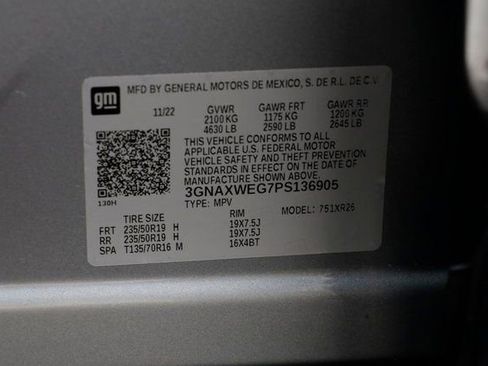 gm
MFD BY GENERAL MOTORS DE MEXICO, S. DE R.L. DE C.V.
11/22 GVWR GAWR FRT GAWR RR
2100 KG 1175 KG 1200 KG
4630 LB 2590 LB 2645 LB
THIS VEHICLE CONFORMS TO ALL
APPLICABLE U.S. FEDERAL MOTOR
VEHICLE SAFETY AND THEFT PREVENTION
STANDARDS IN EFFECT ON THE DATE OF
MANUFACTURE SHOWN ABOVE.
130H 3GNAXWEG7PS136905
TYPE: MPV MODEL: 751XR26
TIRE SIZE RIM
FRT 235/50R19 H 19X7.5J
RR 235/50R19 H 19X7.5J
SPA T135/70R16 M 16X4BT